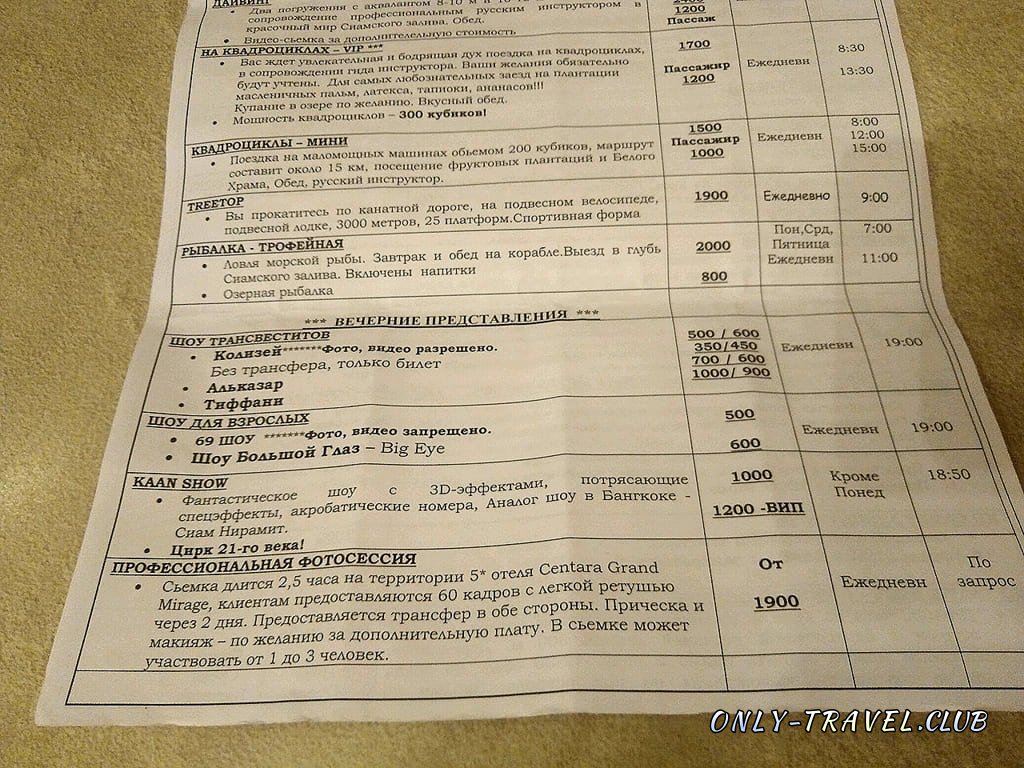 ДАЙВИНГ
Два погружения с аквалангом 8-10 м
сопровождение профессиональным русским инструктором в
красочный мир Сиамского залива. Обед.
Видео-сьемка за дополнительную стоимость
1200
Пассаж
НА КВАДРОЦИКЛАХ – VIP ***
Вас ждет увлекательная и бодрящая дух поездка на квадроциклах,
в сопровождении гида инструктора. Ваши желания обязательно
будут учтены. Для самых любознательных заезд на плантации
масленичных пальм, латекса, тапиоки, ананасов!!!
Купание в озере по желанию. Вкусный обед.
Мощность квадроциклов – 300 кубиков!
1700
Пассажир
1200
Ежедневн
8:30
13:30
КВАДРОЦИКЛЫ – МИНИ
Поездка на маломощных машинах обьемом 200 кубиков, маршрут
составит около 15 км, посещение фруктовых плантаций и Белого
Храма, Обед, русский инструктор.
1500
Пассажир
1000
Ежедневн
8:00
12:00
15:00
TREETOP
Вы прокатитесь по канатной дороге, на подвесном велосипеде,
подвесной лодке, 3000 метров, 25 платформ.Спортивная форма
1900
Ежедневно
9:00
РЫБАЛКА - ТРОФЕЙНАЯ
Ловля морской рыбы. Завтрак и обед на корабле.Выезд в глубь
Сиамского залива. Включены напитки
Озерная рыбалка
2000
800
Пон,Срд,
Пятница
Ежедневн
7:00
11:00
*** ВЕЧЕРНИЕ ПРЕДСТАВЛЕНИЯ ***
ШОУ ТРАНСВЕСТИТОВ
Колизей*******Фото, видео разрешено.
Без трансфера, только билет
Альказар
Тиффани
500 / 600
350/450
700 / 600
1000/ 900
Ежедневн
19:00
ШОУ ДЛЯ ВЗРОСЛЫХ
69 ШОУ *******Фото, видео запрещено.
Шоу Большой Глаз – Big Eye
500
600
Ежедневн
19:00
KAAN SHOW
Фантастическое шоу с 3D-эффектами, потрясающие
спецэффекты, акробатические номера, Аналог шоу в Бангкоке -
Сиам Нирамит.
Цирк 21-го века!
1000
1200 -ВИП
Кроме
Понед
18:50
ПРОФЕССИОНАЛЬНАЯ ФОТОСЕССИЯ
Сьемка длится 2,5 часа на территории 5* отеля Centara Grand
Mirage, клиентам предоставляются 60 кадров с легкой ретушью
через 2 дня. Предоставляется трансфер в обе стороны. Прическа и
макияж – по желанию за дополнительную плату. В сьемке может
участвовать от 1 до 3 человек.
От
1900
Ежедневн
По
запрос
ONLY-TRAVEL.CLUB